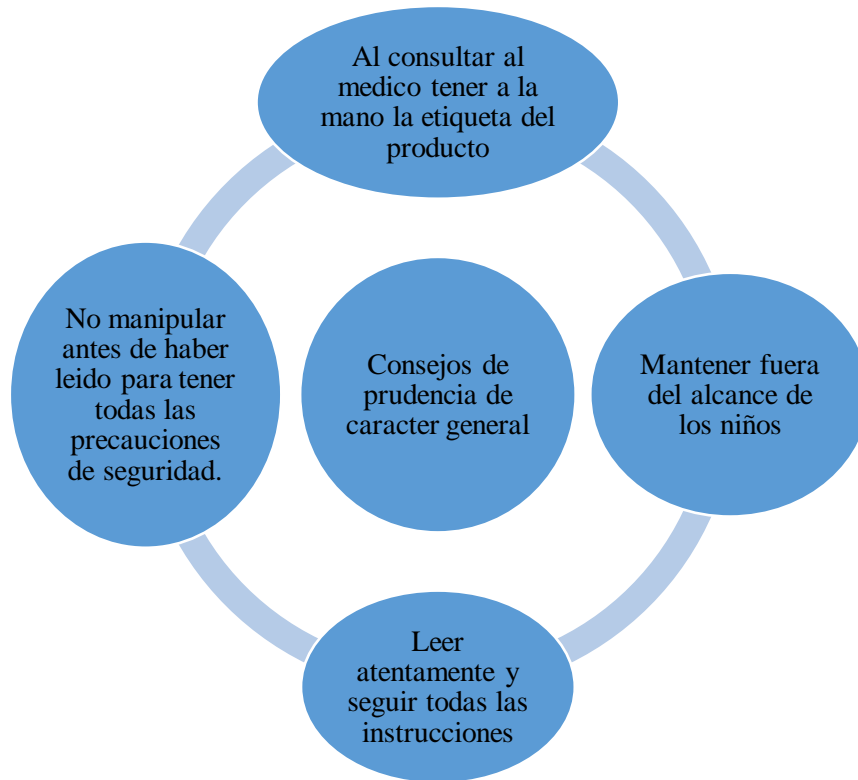 Al consultar al
medico tener a la
mano la etiqueta del
producto
No manipular
antes de haber
leido para tener
todas las
precauciones
de seguridad.
Consejos de
prudencia de
caracter general
Mantener fuera
del alcance de
los niños
Leer
atentamente y
seguir todas las
instrucciones